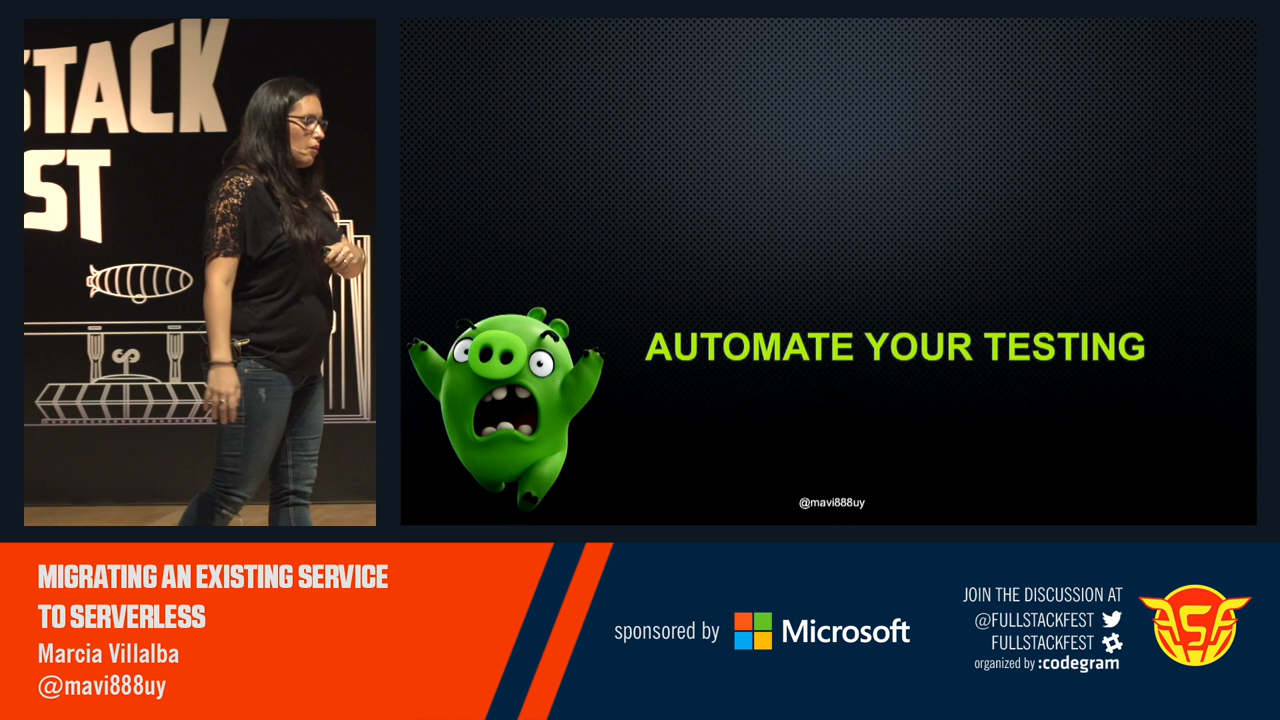 STACK
ST
AUTOMATE YOUR TESTING
@mavi888uy
MIGRATING AN EXISTING SERVICE
TO SERVERLESS
Marcia Villalba
@mavi888uy
sponsored by Microsoft
JOIN THE DISCUSSION AT
@FULLSTACKFEST
FULLSTACKFEST
organized by :codegram
FSF